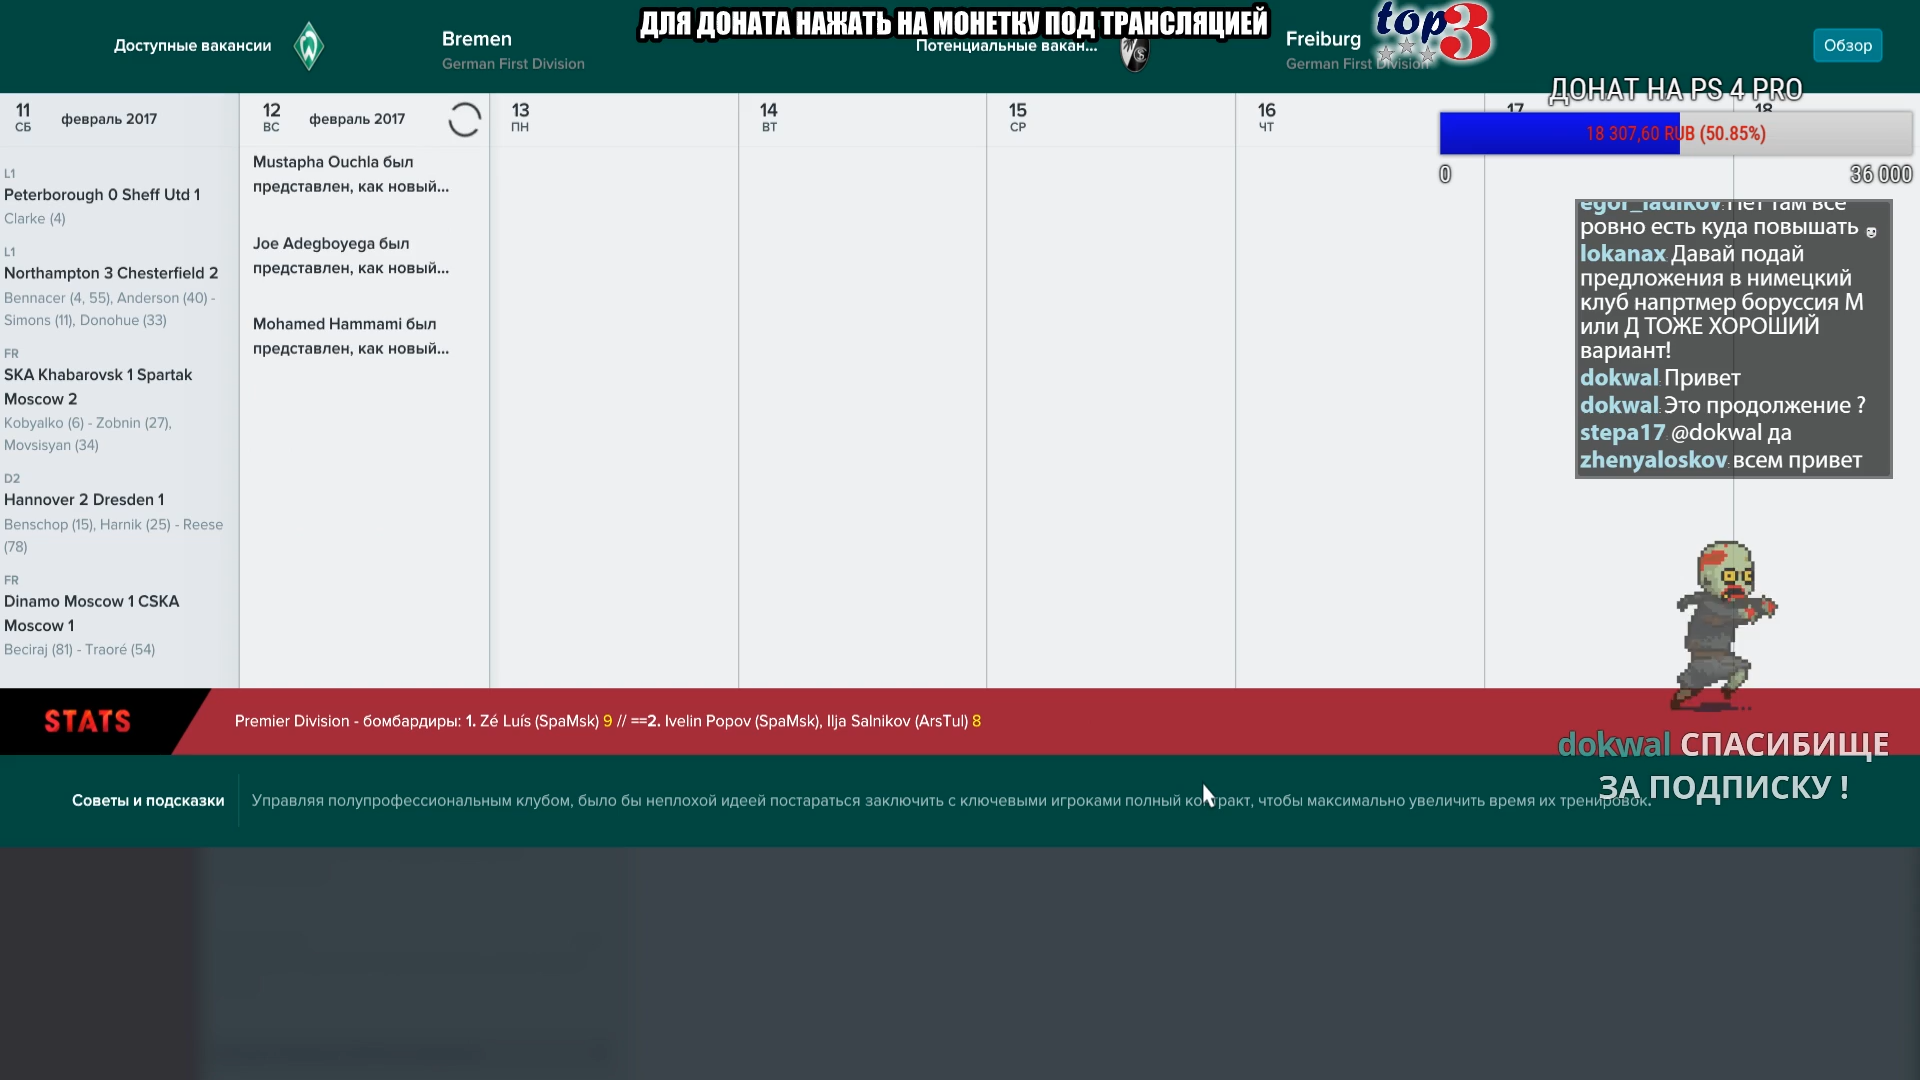 ДЛЯ ДОНАТА НАЖАТЬ НА МОНЕТКУ ПОД ТРАНСЛЯЦИЕЙ
top3
Доступные вакансии
Bremen
German First Division
Потенциальные вакан...
Freiburg
German First Division
Обзор
ДОНАТ НА PS 4 PRO
18 307,60 RUB (50.85%)
0
36 000
11
СБ
февраль 2017
12
ВС
февраль 2017
13
ПН
14
ВТ
15
СР
16
ЧТ
17
18
L1
Peterborough 0 Sheff Utd 1
Clarke (4)
L1
Northampton 3 Chesterfield 2
Bennacer (4, 55), Anderson (40) -
Simons (11), Donohue (33)
FR
SKA Khabarovsk 1 Spartak
Moscow 2
Kobyalko (6) - Zobnin (27),
Movsisyan (34)
D2
Hannover 2 Dresden 1
Benschop (15), Harnik (25) - Reese
(78)
FR
Dinamo Moscow 1 CSKA
Moscow 1
Beciraj (81) - Traoré (54)
Mustapha Ouchla был
представлен, как новый...
Joe Adegboyega был
представлен, как новый...
Mohamed Hammami был
представлен, как новый...
egor_ladikov: Нет там все
ровно есть куда повышать
lokanax: Давай подай
предложения в нимецкий
клуб напртмер боруссия М
или Д ТОЖЕ ХОРОШИЙ
вариант!
dokwal: Привет
dokwal: Это продолжение ?
stepa17: @dokwal да
zhenyaloskov: всем привет
STATS
Premier Division - бомбардиры: 1. Zé Luís (SpaMsk) 9 // ==2. Ivelin Popov (SpaMsk), Ilja Salnikov (ArsTul) 8
dokwal СПАСИБИЩЕ
ЗА ПОДПИСКУ !
Советы и подсказки
Управляя полупрофессиональным клубом, было бы неплохой идеей постараться заключить с ключевыми игроками полный контракт, чтобы максимально увеличить время их тренировок.